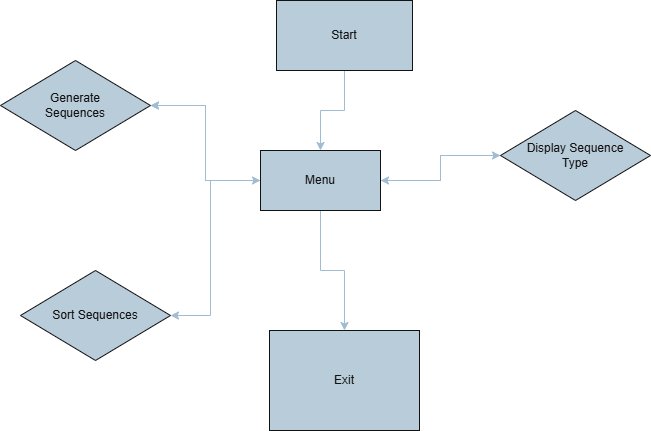 Start
Generate
Sequences
Display Sequence
Type
Menu
Sort Sequences
Exit